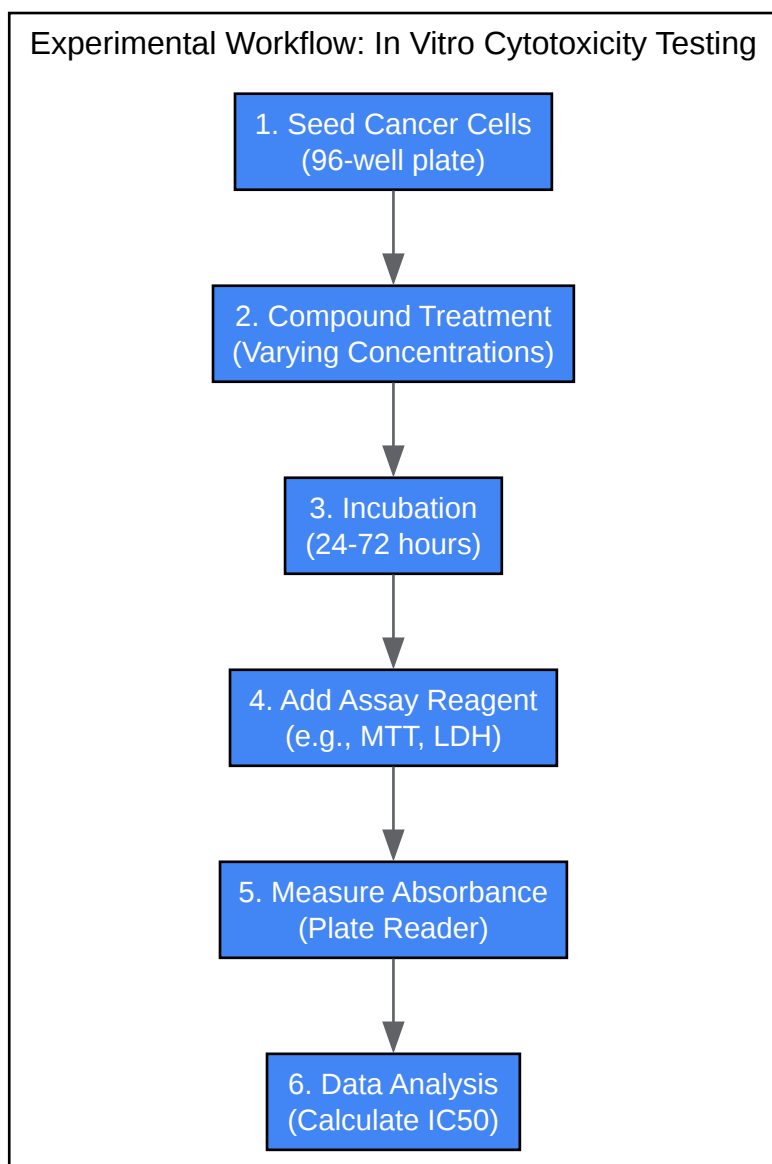 Experimental Workflow: In Vitro Cytotoxicity Testing
1. Seed Cancer Cells
(96-well plate)
2. Compound Treatment
(Varying Concentrations)
3. Incubation
(24-72 hours)
4. Add Assay Reagent
(e.g., MTT, LDH)
5. Measure Absorbance
(Plate Reader)
6. Data Analysis
(Calculate IC50)